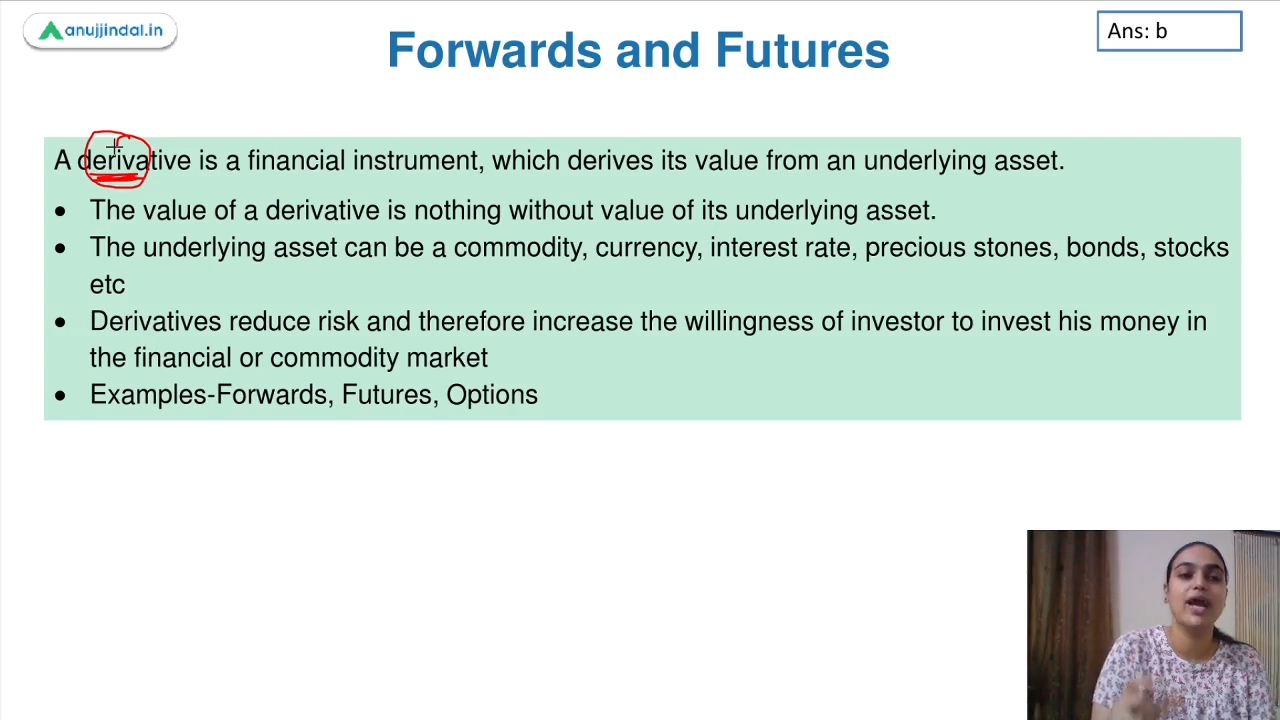 anujjindal.in
Forwards and Futures
Ans: b
A derivative is a financial instrument, which derives its value from an underlying asset.
• The value of a derivative is nothing without value of its underlying asset.
• The underlying asset can be a commodity, currency, interest rate, precious stones, bonds, stocks
etc
• Derivatives reduce risk and therefore increase the willingness of investor to invest his money in
the financial or commodity market
• Examples-Forwards, Futures, Options